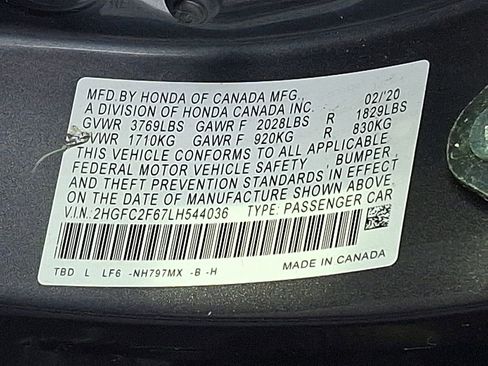 MFD.BY HONDA OF CANADA MFG. 02/'20
A DIVISION OF HONDA CANADA INC.
GVWR 3769LBS GAWR F 2028LBS R 1829LBS
GVWR 1710KG GAWR F 920KG R 830KG
THIS VEHICLE CONFORMS TO ALL APPLICABLE
FEDERAL MOTOR VEHICLE SAFETY BUMPER
AND THEFT PREVENTION STANDARDS IN EFFECT
ON THE DATE OF MANUFACTURE SHOWN ABOVE.
V.I.N. 2HGFC2F67LH544036 TYPE: PASSENGER CAR
TBD L LF6 -NH797MX -B -H MADE IN CANADA